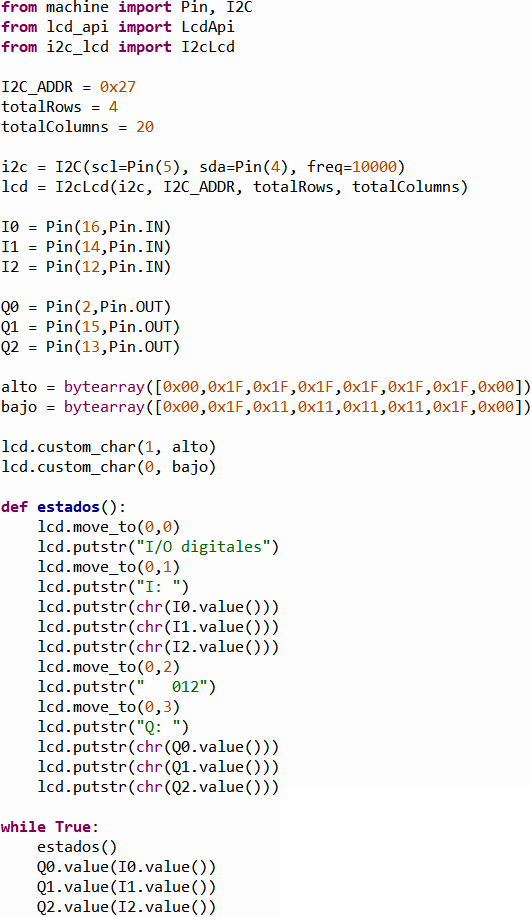 from machine import Pin, I2C
from lcd_api import LcdApi
from i2c_lcd import I2cLcd

I2C_ADDR = 0x27
totalRows = 4
totalColumns = 20

i2c = I2C(scl=Pin(5), sda=Pin(4), freq=10000)
lcd = I2cLcd(i2c, I2C_ADDR, totalRows, totalColumns)

I0 = Pin(16,Pin.IN)
I1 = Pin(14,Pin.IN)
I2 = Pin(12,Pin.IN)

Q0 = Pin(2,Pin.OUT)
Q1 = Pin(15,Pin.OUT)
Q2 = Pin(13,Pin.OUT)

alto = bytearray([0x00,0x1F,0x1F,0x1F,0x1F,0x1F,0x1F,0x00])
bajo = bytearray([0x00,0x1F,0x11,0x11,0x11,0x11,0x1F,0x00])

lcd.custom_char(1, alto)
lcd.custom_char(0, bajo)

def estados():
    lcd.move_to(0,0)
    lcd.putstr("I/O digitales")
    lcd.move_to(0,1)
    lcd.putstr("I: ")
    lcd.putstr(chr(I0.value()))
    lcd.putstr(chr(I1.value()))
    lcd.putstr(chr(I2.value()))
    lcd.move_to(0,2)
    lcd.putstr("   012")
    lcd.move_to(0,3)
    lcd.putstr("Q: ")
    lcd.putstr(chr(Q0.value()))
    lcd.putstr(chr(Q1.value()))
    lcd.putstr(chr(Q2.value()))

while True:
    estados()
    Q0.value(I0.value())
    Q1.value(I1.value())
    Q2.value(I2.value())